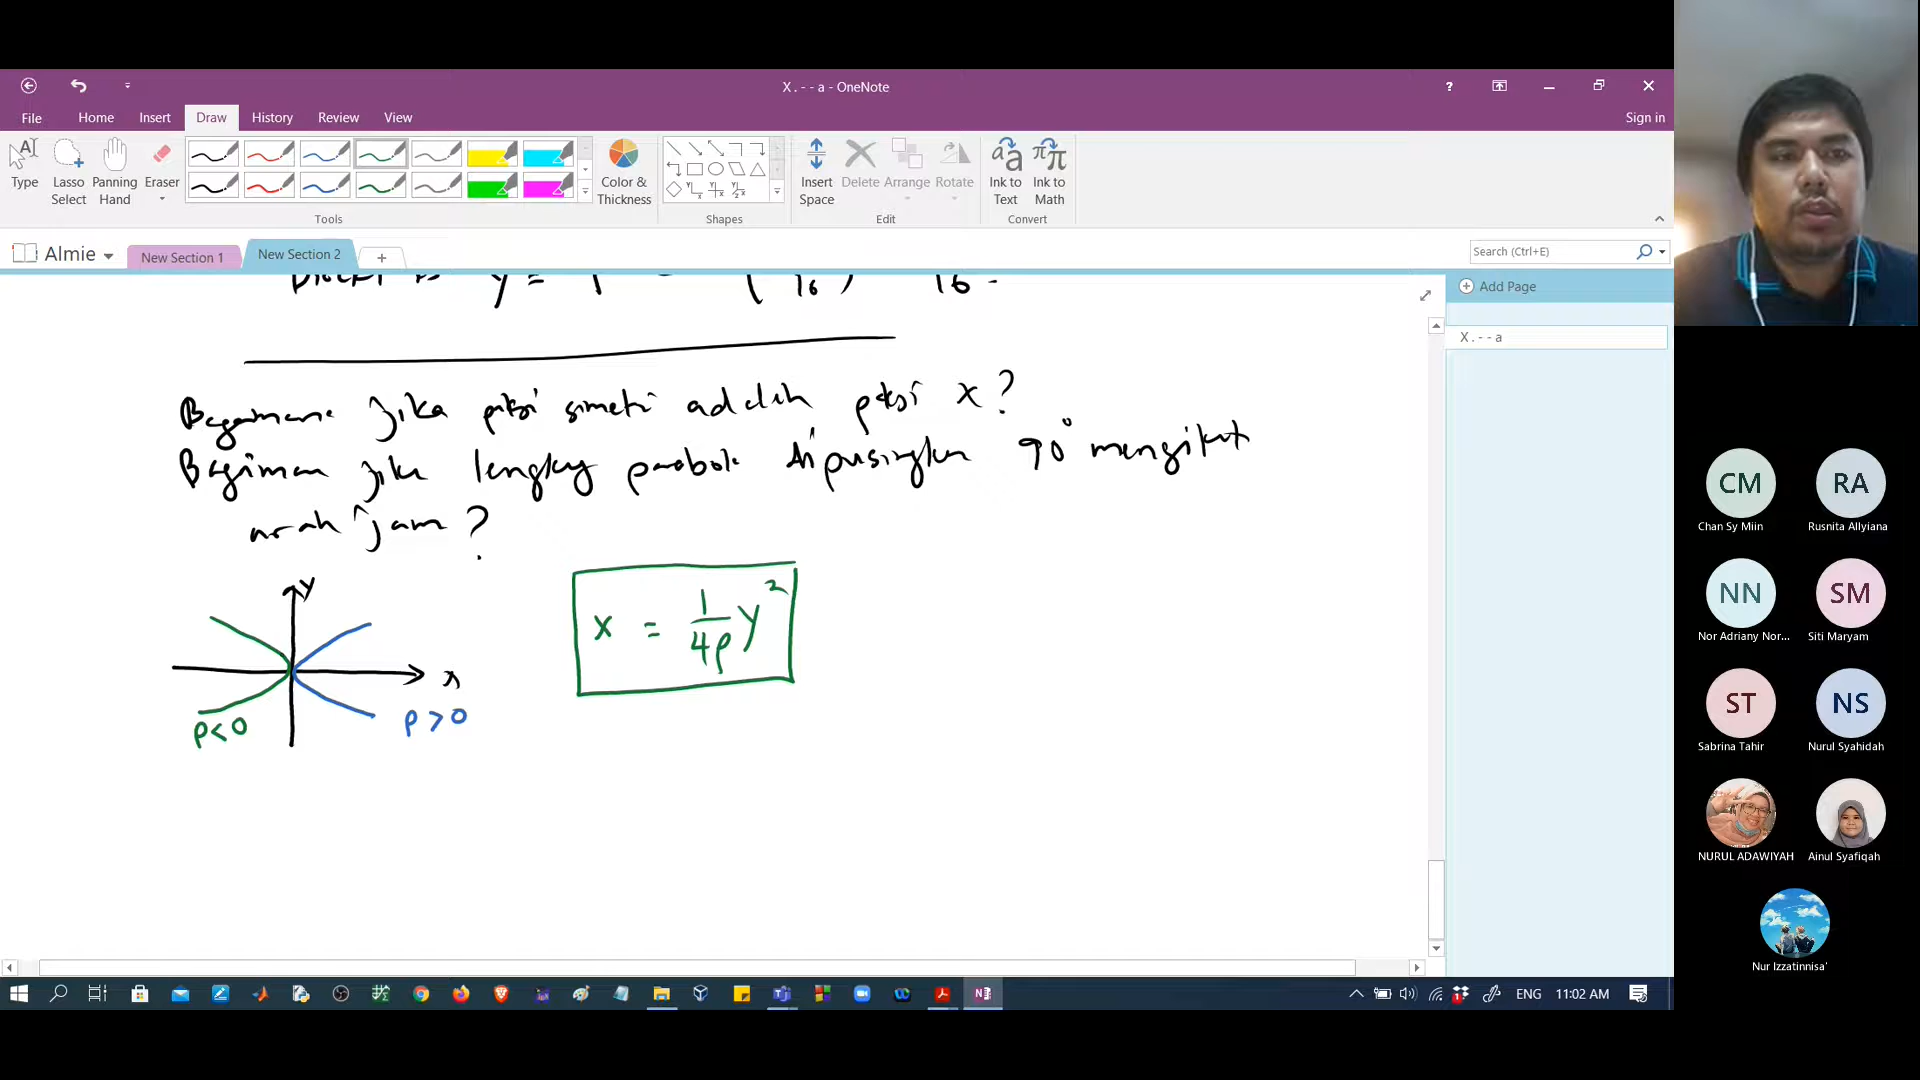 X . - - a - OneNote
?
File
Home
Insert
Draw
History
Review
View
Sign in
Type
Lasso Select
Panning Hand
Eraser
Color & Thickness
Insert Space
Delete
Arrange
Rotate
Ink to Text
Ink to Math
Tools
Shapes
Edit
Convert
Almie
New Section 1
New Section 2
Search (Ctrl+E)
Add Page
X . - - a
y =
16
Bagaimana jika paksi simetri adalah paksi x?
Bagaiman jika lengkung parabola dipusingkan 90° mengikut
arah jam?
y
x
p<0
p >0
x = 1/4p y²
CM
Chan Sy Miin
RA
Rusnita Allyiana
NN
Nor Adriany Nor...
SM
Siti Maryam
ST
Sabrina Tahir
NS
Nurul Syahidah
NURUL ADAWIYAH
Ainul Syafiqah
Nur Izzatinnisa'
ENG
11:02 AM